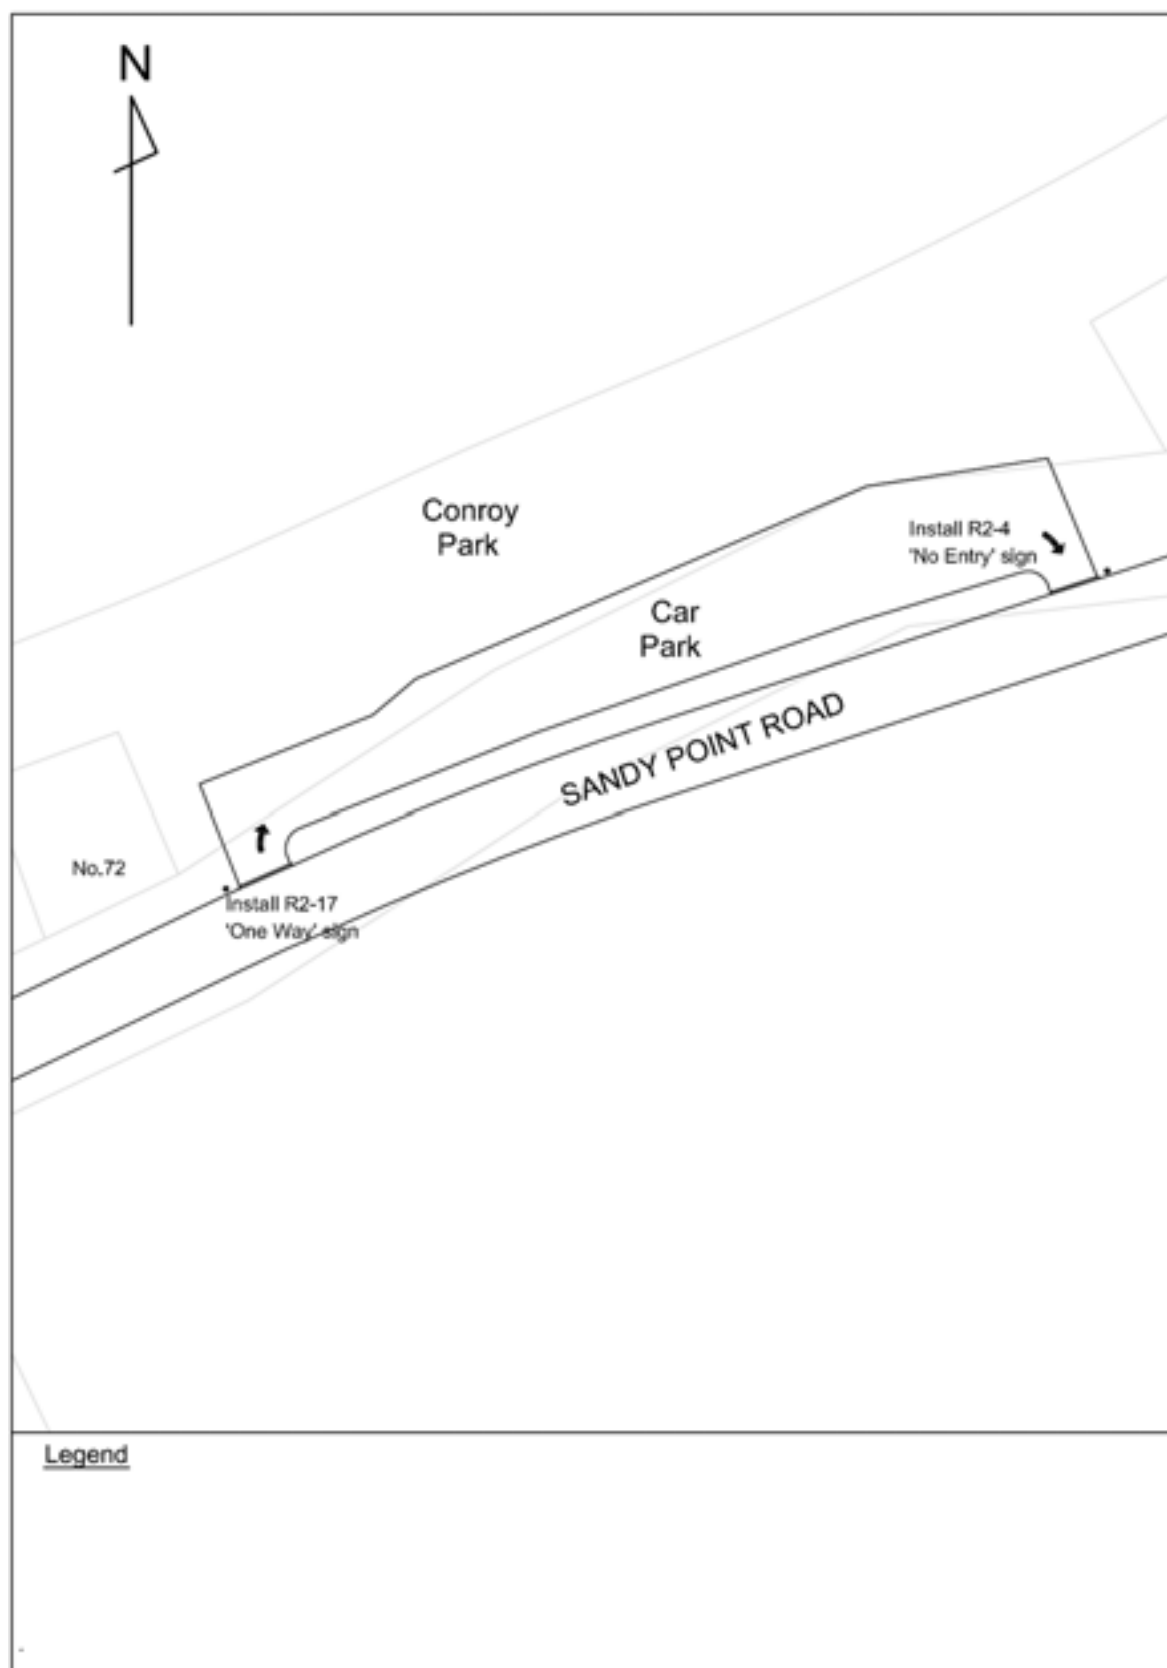 N
Conroy
Park
Install R2-4
'No Entry' sign
Car
Park
SANDY POINT ROAD
No.72
Install R2-17
'One Way' sign
Legend